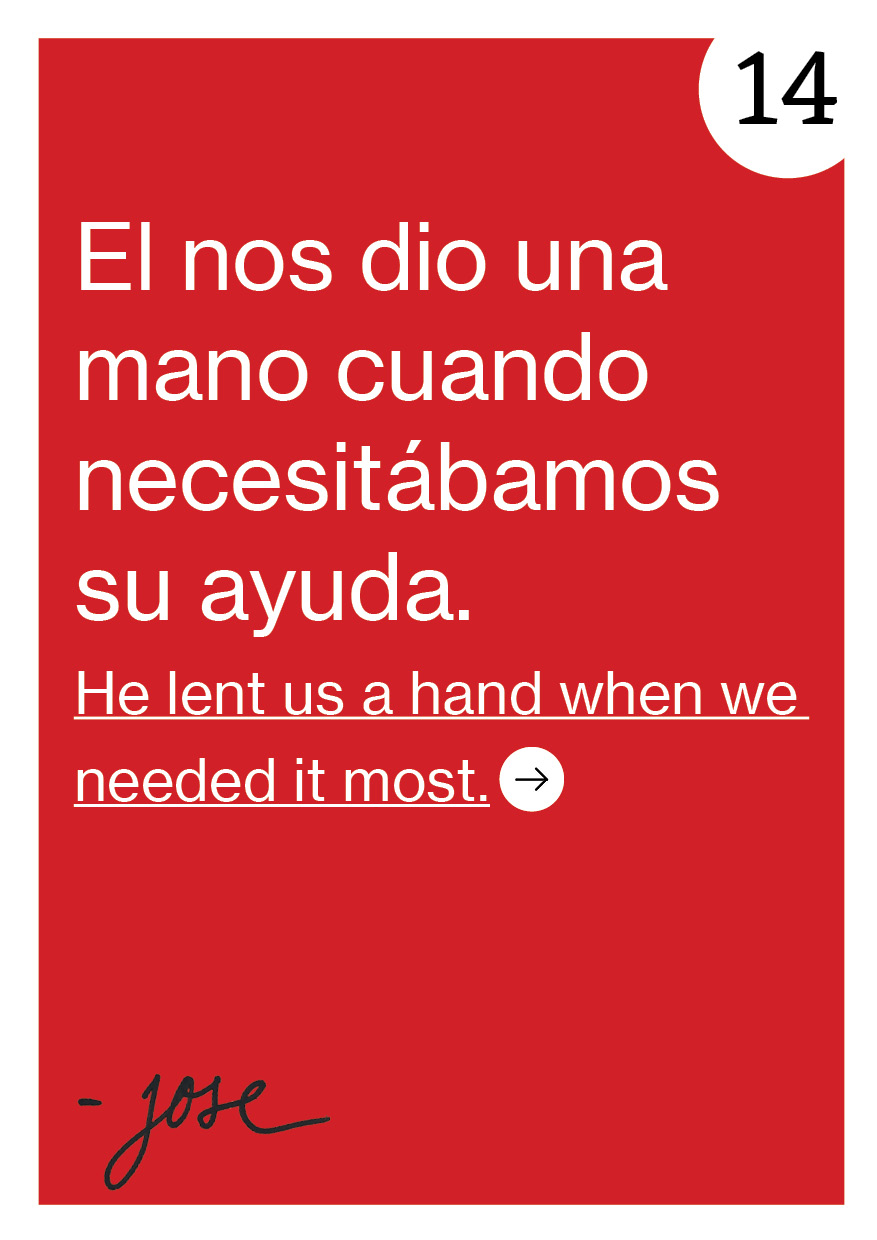 14
El nos dio una
mano cuando
necesitábamos
su ayuda.
He lent us a hand when we
needed it most. →
- jose